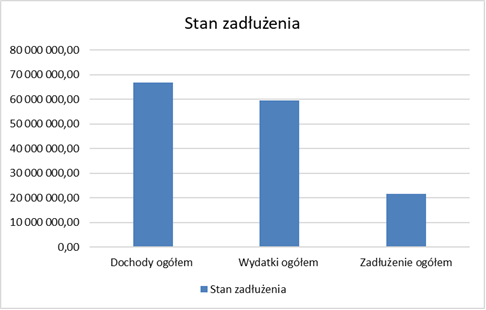 Stan zadłużenia
80 000 000,00
70 000 000,00
60 000 000,00
50 000 000,00
40 000 000,00
30 000 000,00
20 000 000,00
10 000 000,00
0,00
Dochody ogółem Wydatki ogółem Zadłużenie ogółem
Stan zadłużenia